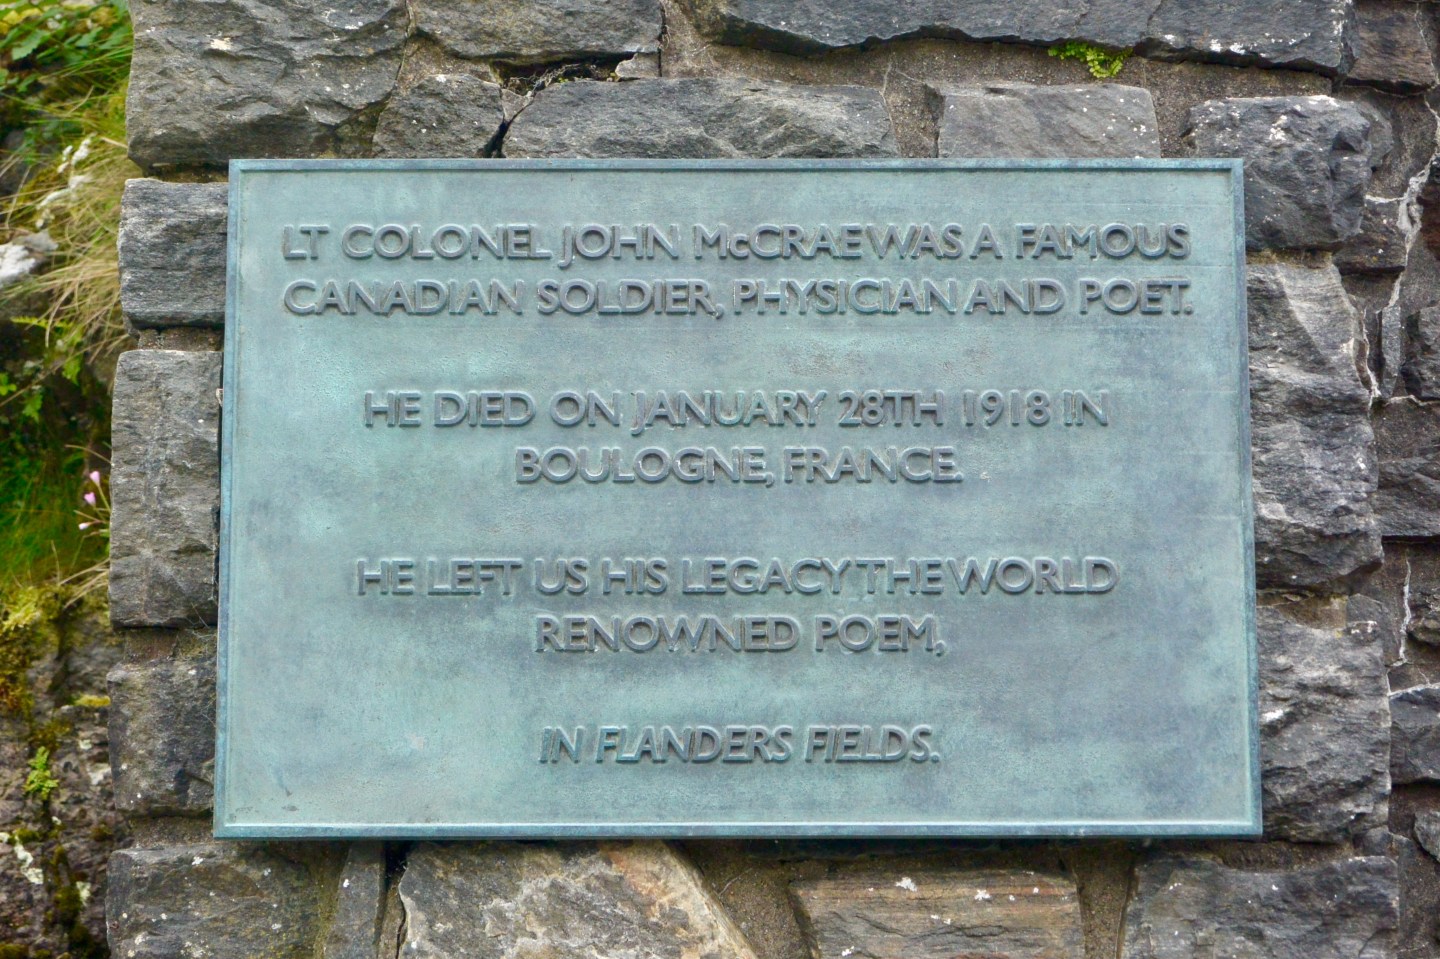 LT COLONEL JOHN McCRAE WAS A FAMOUS
CANADIAN SOLDIER, PHYSICIAN AND POET.
HE DIED ON JANUARY 28TH 1918 IN
BOULOGNE, FRANCE.
HE LEFT US HIS LEGACY THE WORLD
RENOWNED POEM,
IN FLANDERS FIELDS.